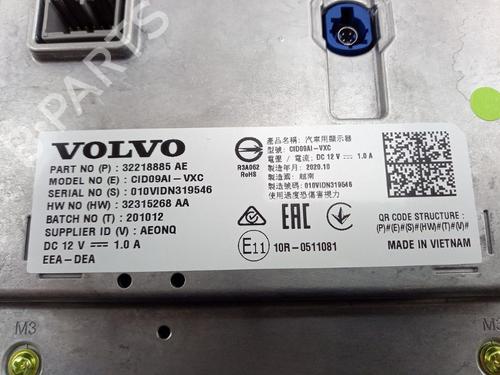 VOLVO
PART NO (P) : 32218885 AE
MODEL NO (E) : CID09AI-VXC
SERIAL NO (S) : 010VIDN319546
HW NO (HW) : 32315268 AA
BATCH NO (T) : 201012
SUPPLIER ID (V) : AEONQ
DC 12 V 1.0 A
EEA-DEA
R3A062
RoHS
品名: 汽車用顯示器
型號: CID09AI-VXC
電壓 / 電流: DC 12 V 1.0 A
製造年月: 2020.10
製造國: 越南
製造號碼: 010VIDN319546
使用過度恐傷害視力
E11
10R-0511081
EAC
QR CODE STRUCTURE :
(P)#(E)#(S)#(HW)#(T)#(V)#
MADE IN VIETNAM
M3
M3